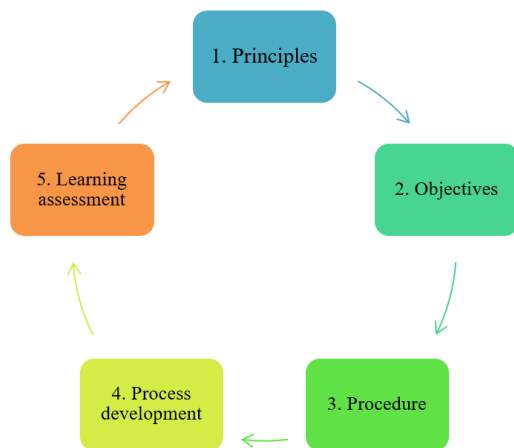 1. Principles
2. Objectives
3. Procedure
4. Process
development
5. Learning
assessment